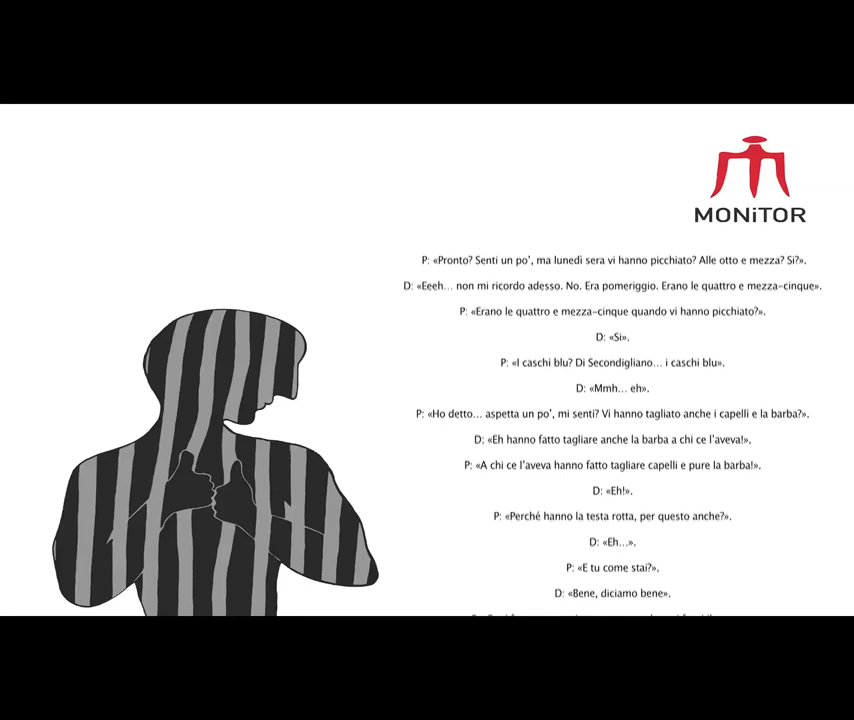 MONiTOR
P: «Pronto? Senti un po’, ma lunedì sera vi hanno picchiato? Alle otto e mezza? Si?».
D: «Eeeh... non mi ricordo adesso. No. Era pomeriggio. Erano le quattro e mezza-cinque».
P: «Erano le quattro e mezza-cinque quando vi hanno picchiato?».
D: «Si».
P: «I caschi blu? Di Secondigliano... i caschi blu».
D: «Mmh... eh».
P: «Ho detto... aspetta un po’, mi senti? Vi hanno tagliato anche i capelli e la barba?».
D: «Eh hanno fatto tagliare anche la barba a chi ce l’aveva!».
P: «A chi ce l’aveva hanno fatto tagliare capelli e pure la barba!».
D: «Eh!».
P: «Perché hanno la testa rotta, per questo anche?».
D: «Eh...».
P: «E tu come stai?».
D: «Bene, diciamo bene».